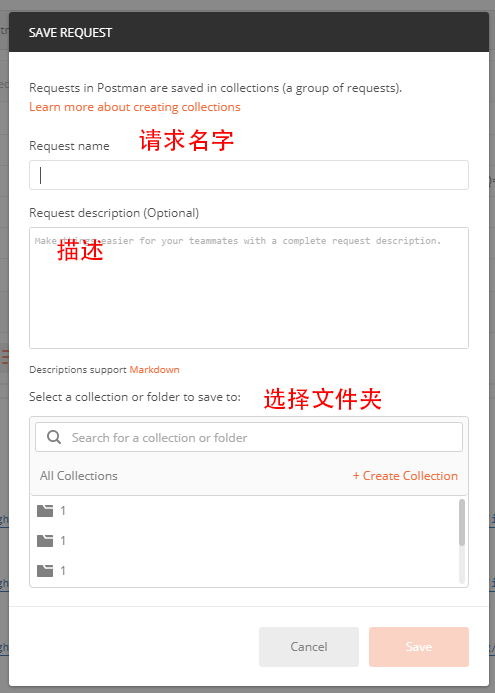 SAVE REQUEST
Requests in Postman are saved in collections (a group of requests).
Learn more about creating collections
Request name 请求名字
Request description (Optional)
Make things easier for your teammates with a complete request description.
描述
Descriptions support Markdown
Select a collection or folder to save to: 选择文件夹
Search for a collection or folder
All Collections + Create Collection
1
1
1
Cancel Save